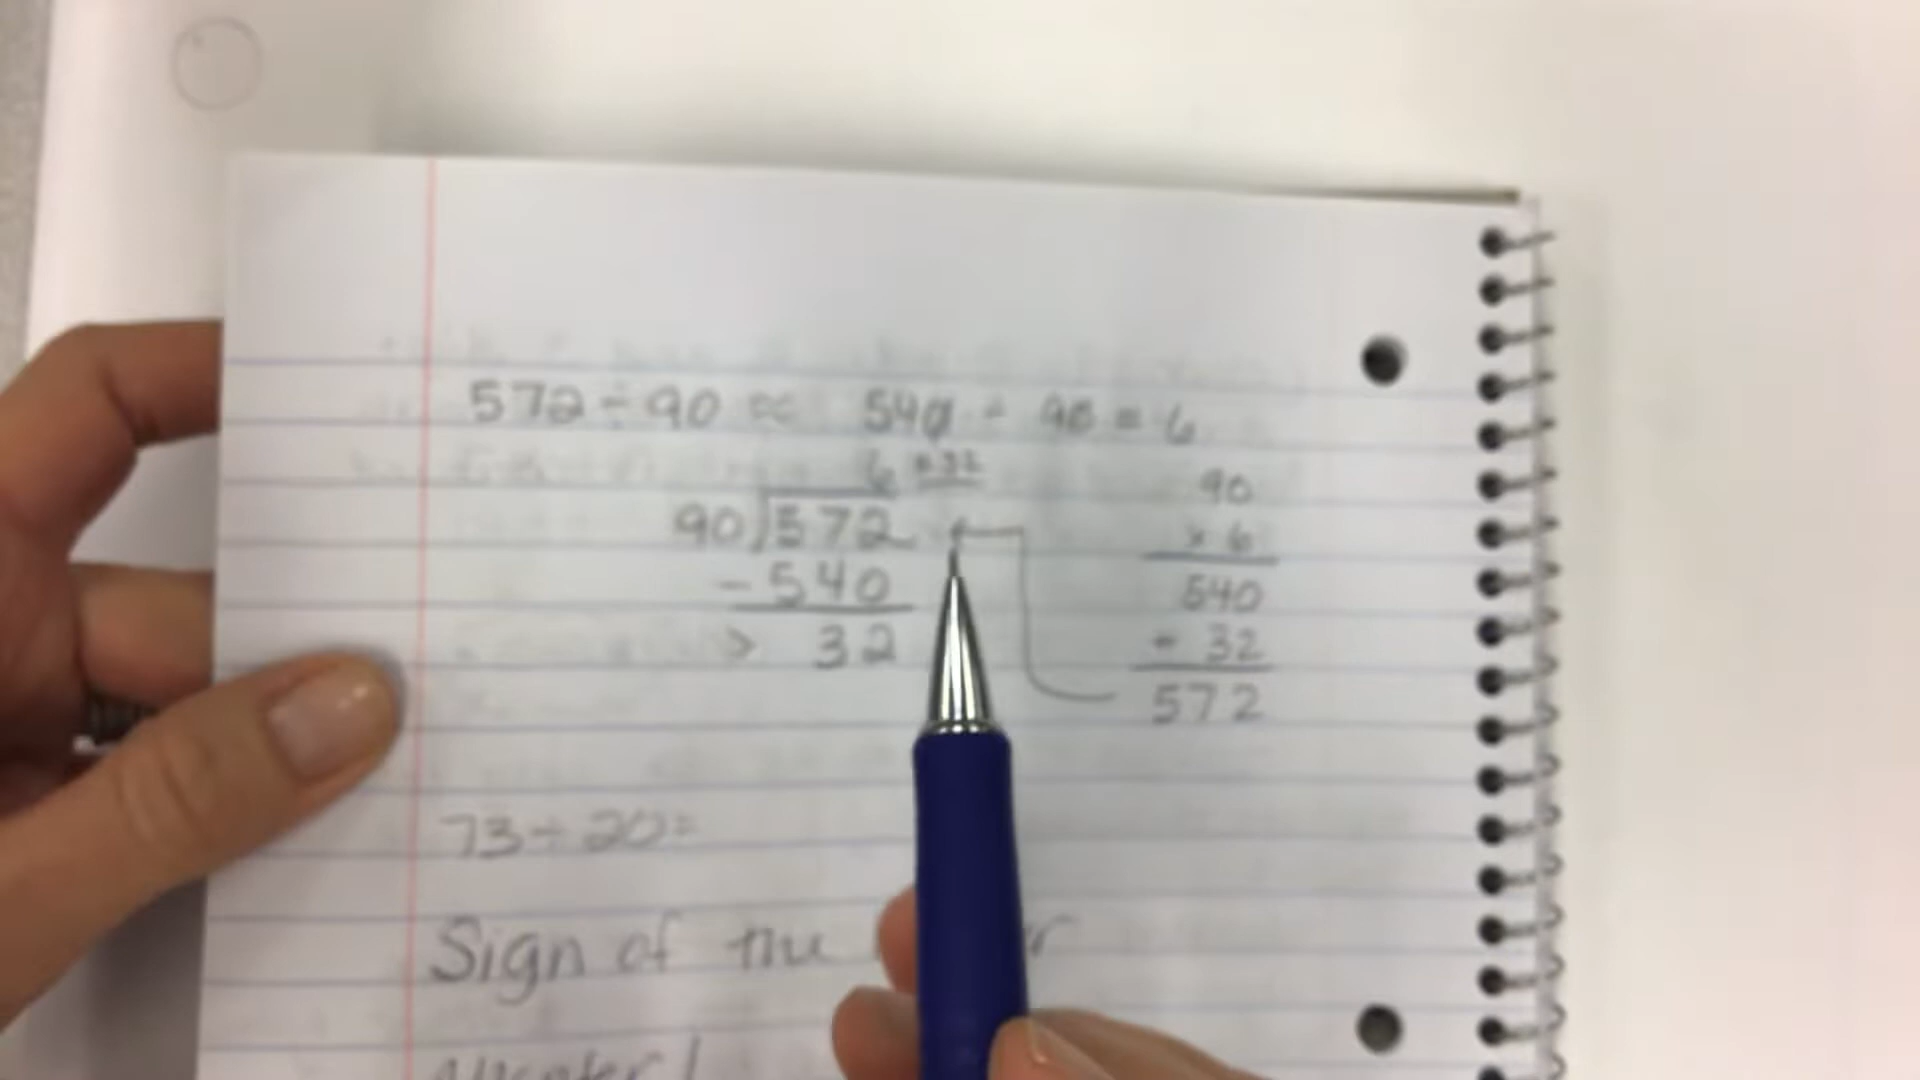 572 ÷ 90 ≈ 540 ÷ 90 = 6
6 R32
90)572
-540
> 32
90
x 6
540
+ 32
572
73 ÷ 20 =
Sign of the